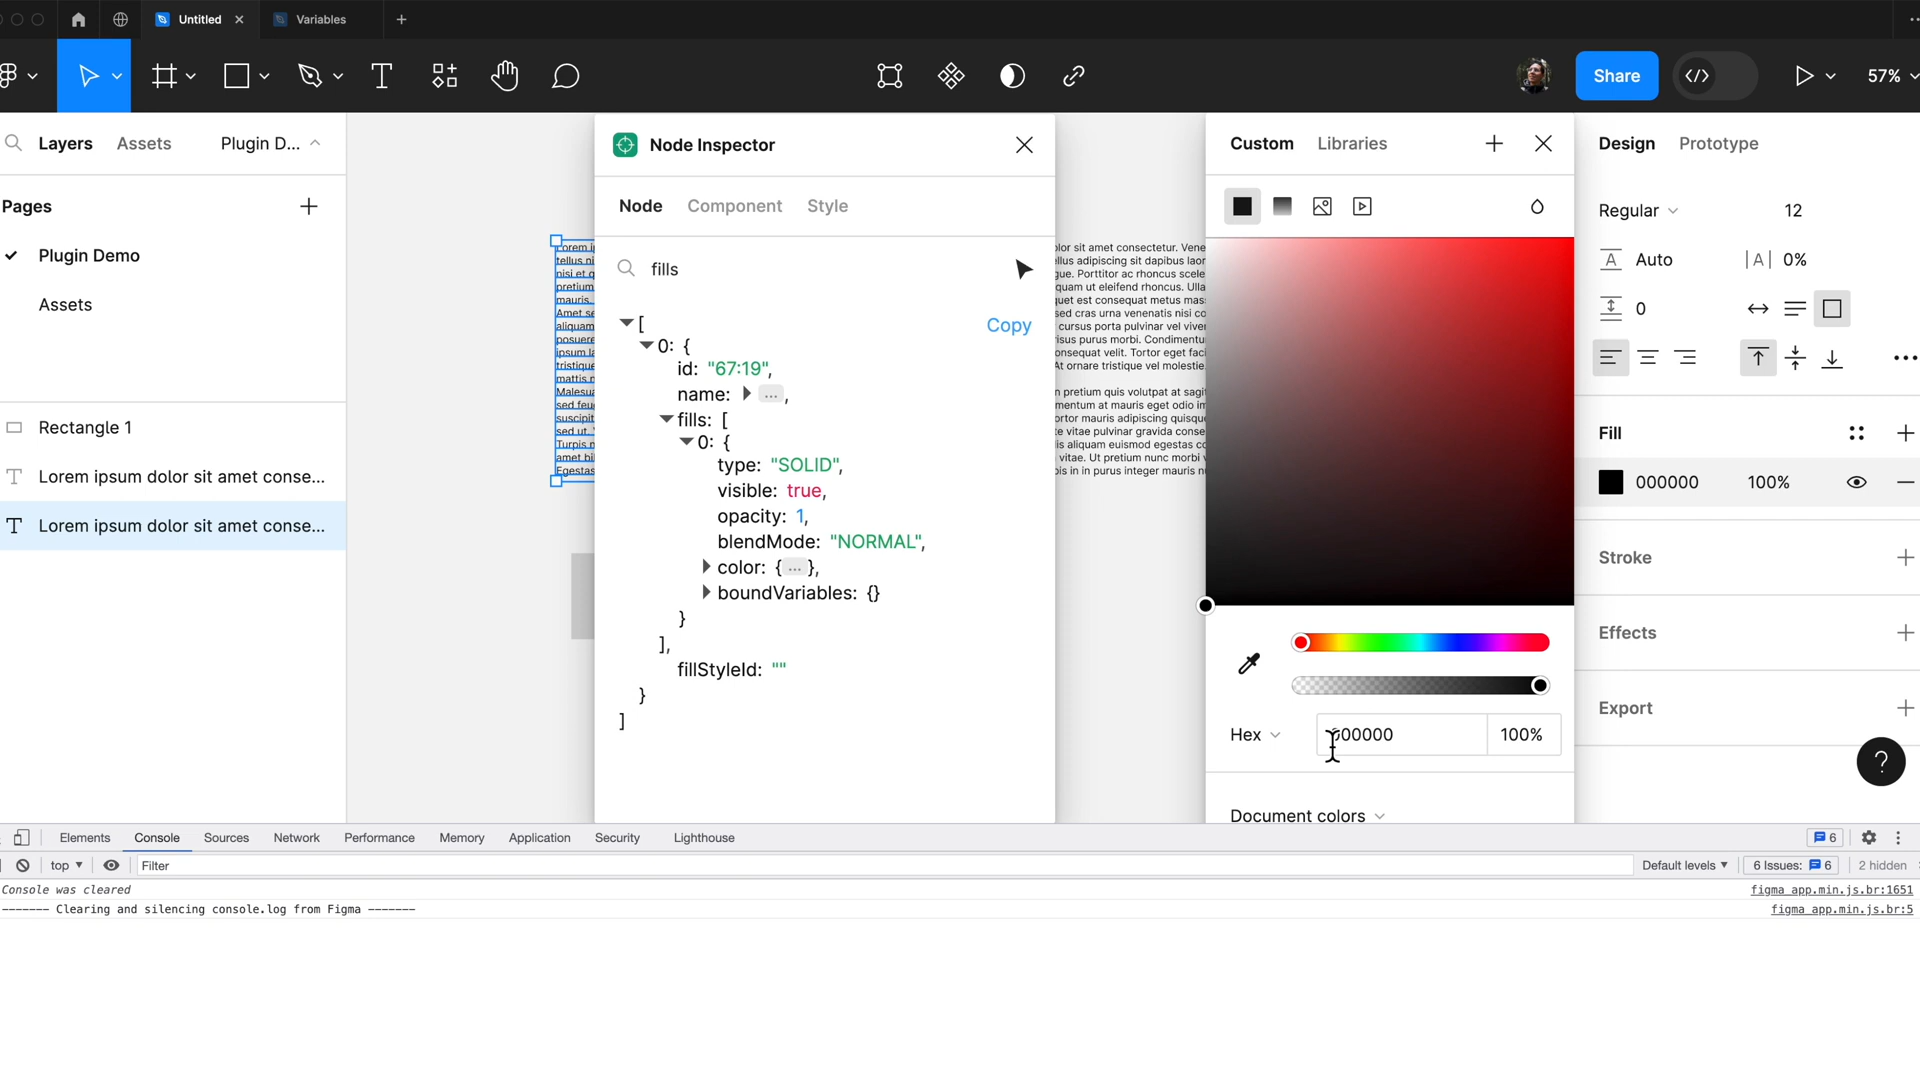 Untitled
Variables
Share
57%
Layers
Assets
Plugin D...
Pages
Plugin Demo
Assets
Rectangle 1
Lorem ipsum dolor sit amet conse...
Lorem ipsum dolor sit amet conse...
Node Inspector
Node
Component
Style
fills
Copy
[
0: {
id: "67:19",
name: ...,
fills: [
0: {
type: "SOLID",
visible: true,
opacity: 1,
blendMode: "NORMAL",
color: {...},
boundVariables: {}
}
],
fillStyleId: ""
}
]
Custom
Libraries
Hex
000000
100%
Document colors
Design
Prototype
Regular
12
Auto
0%
0
Fill
000000
100%
Stroke
Effects
Export
?
Elements
Console
Sources
Network
Performance
Memory
Application
Security
Lighthouse
6
top
Filter
Default levels
6 Issues: 6
2 hidden
Console was cleared
figma_app.min.js.br:1651
------- Clearing and silencing console.log from Figma -------
figma_app.min.js.br:5